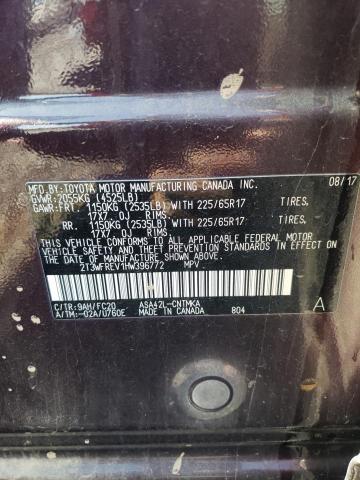 MFD.BY:TOYOTA MOTOR MANUFACTURING CANADA INC. 08/17
GVWR:2055KG (4525LB)
GAWR:FRT. 1150KG (2535LB)WITH 225/65R17 TIRES.
17X7.0J RIMS.
RR. 1150KG (2535LB)WITH 225/65R17 TIRES.
17X7.0J RIMS.
THIS VEHICLE CONFORMS TO ALL APPLICABLE FEDERAL MOTOR
VEHICLE SAFETY AND THEFT PREVENTION STANDARDS IN EFFECT
ON THE DATE OF MANUFACTURE SHOWN ABOVE.
2T3WFREV1HW396772 MPV
C/TR:9AH/FC20 ASA42L-CNTMKA A
A/TM:-02A/U760E MADE IN CANADA 804